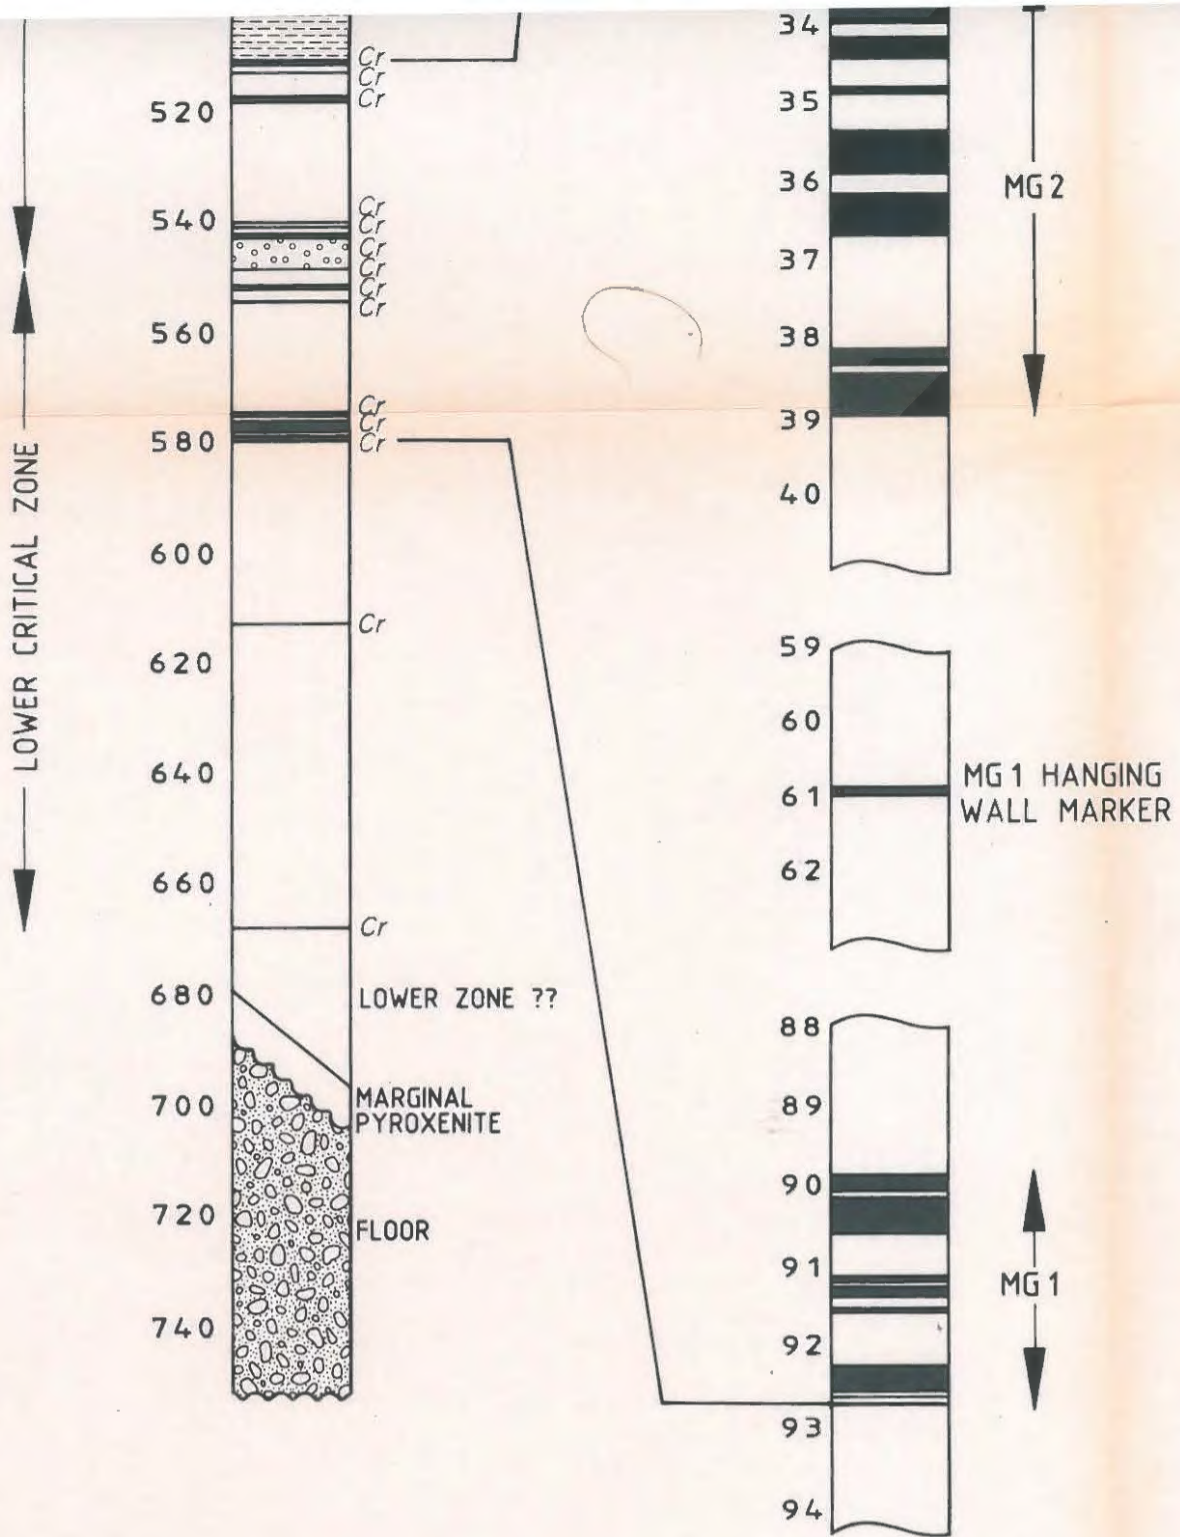 520
540
560
580
600
620
640
660
680
700
720
740
LOWER CRITICAL ZONE
Cr
Cr
Cr
Cr
Cr
Cr
Cr
Cr
Cr
Cr
Cr
Cr
Cr
Cr
LOWER ZONE ??
MARGINAL
PYROXENITE
FLOOR
34
35
36
37
38
39
40
59
60
61
62
88
89
90
91
92
93
94
MG 2
MG 1 HANGING
WALL MARKER
MG 1